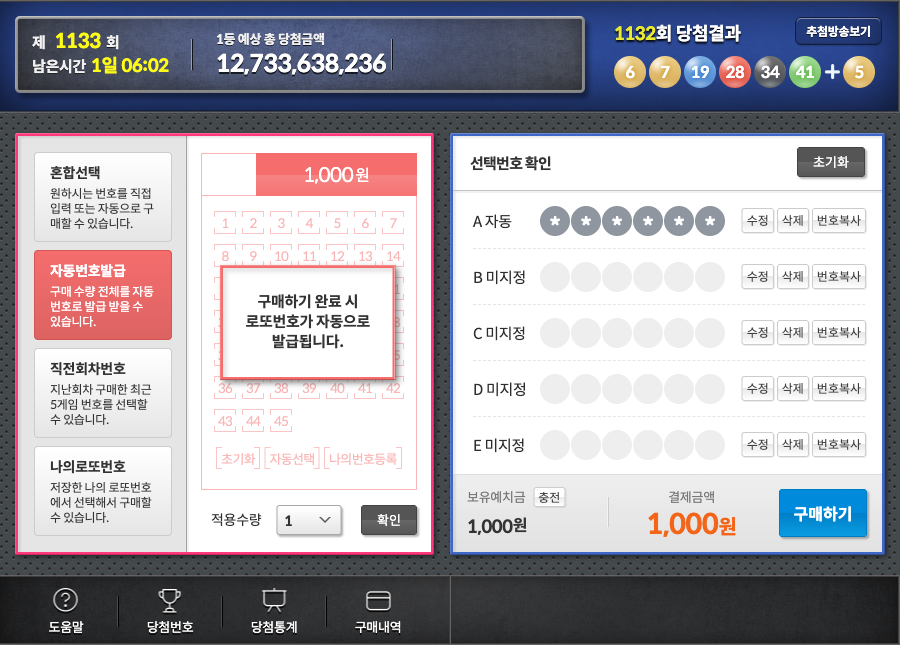 제 1133 회
남은시간 1일 06:02
1등 예상 총 당첨금액
12,733,638,236
1132회 당첨결과
추첨방송보기
6 7 19 28 34 41 + 5
혼합선택
원하시는 번호를 직접
입력 또는 자동으로 구
매할 수 있습니다.
자동번호발급
구매 수량 전체를 자동
번호로 발급 받을 수
있습니다.
직전회차번호
지난회차 구매한 최근
5게임 번호를 선택할
수 있습니다.
나의로또번호
저장한 나의 로또번호
에서 선택해서 구매할
수 있습니다.
1,000원
1 2 3 4 5 6 7
8 9 10 11 12 13 14
구매하기 완료 시
로또번호가 자동으로
발급됩니다.
36 37 38 39 40 41 42
43 44 45
초기화 자동선택 나의번호등록
적용수량 1 확인
선택번호 확인
초기화
A 자동 * * * * * * 수정 삭제 번호복사
B 미지정 수정 삭제 번호복사
C 미지정 수정 삭제 번호복사
D 미지정 수정 삭제 번호복사
E 미지정 수정 삭제 번호복사
보유예치금 충전
1,000원
결제금액
1,000원
구매하기
도움말 당첨번호 당첨통계 구매내역